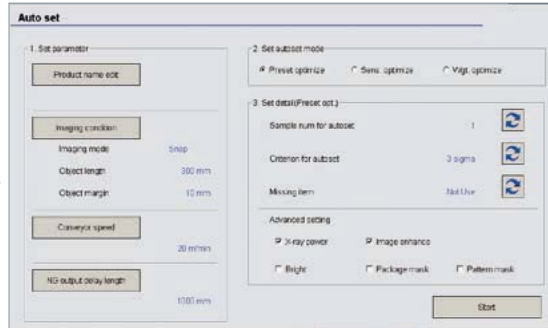 Auto set
1. Set parameter
Product name edit
Imaging condition
Imaging mode Snap
Object length 300 mm
Object margin 10 mm
Conveyor speed
20 m/min
NG output delay length
1000 mm
2. Set autoset mode
Preset optimize Sens. optimize Wgt. optimize
3. Set detail(Preset opt.)
Sample num for autoset 1
Criterion for autoset 3 sigma
Missing item Not Use
Advanced setting
X-ray power Image enhance
Bright Package mask Pattern mask
Start